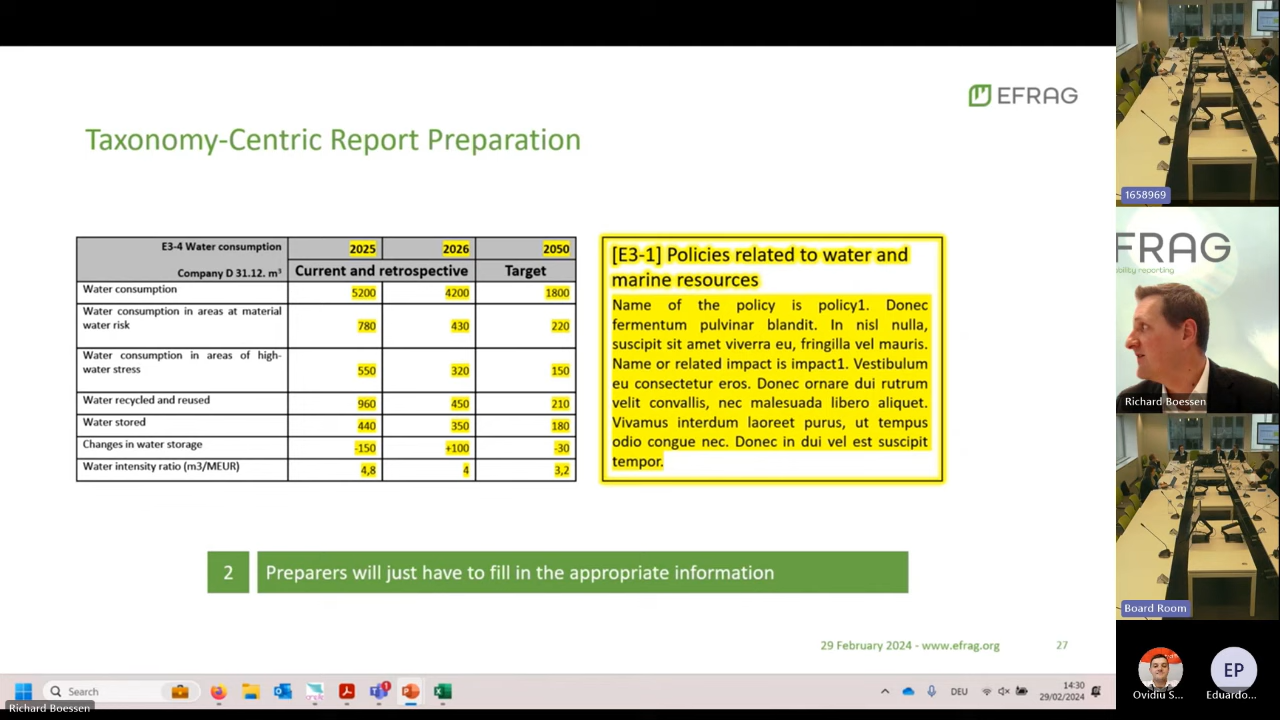 EFRAG
Taxonomy-Centric Report Preparation
E3-4 Water consumption
Company D 31.12. m³
2025
2026
2050
Current and retrospective
Target
Water consumption
5200
4200
1800
Water consumption in areas at material
water risk
780
430
220
Water consumption in areas of high-
water stress
550
320
150
Water recycled and reused
960
450
210
Water stored
440
350
180
Changes in water storage
-150
+100
-30
Water intensity ratio (m3/MEUR)
4,8
4
3,2
[E3-1] Policies related to water and
marine resources
Name of the policy is policy1. Donec
fermentum pulvinar blandit. In nisl nulla,
suscipit sit amet viverra eu, fringilla vel mauris.
Name or related impact is impact1. Vestibulum
eu consectetur eros. Donec ornare dui rutrum
velit convallis, nec malesuada libero aliquet.
Vivamus interdum laoreet purus, ut tempus
odio congue nec. Donec in dui vel est suscipit
tempor.
2
Preparers will just have to fill in the appropriate information
29 February 2024 - www.efrag.org
27
Search
DEU
14:30
29/02/2024
Richard Boessen
1658969
FRAG
bility reporting
Richard Boessen
Board Room
EP
Ovidiu S...
Eduardo...